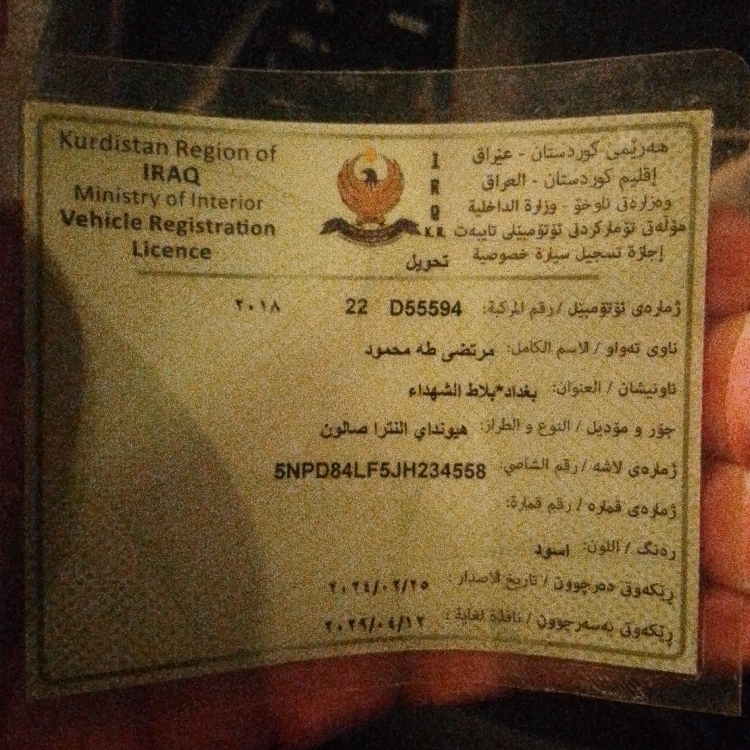 Kurdistan Region of
IRAQ
Ministry of Interior
Vehicle Registration
Licence
IRAQ
K.R.
هەرێمی کوردستان - عێراق
إقليم كوردستان - العراق
وەزارەتی ناوخۆ - وزارة الداخلية
مۆڵەتی تۆمارکردنی ئۆتۆمبێلی تایبەت
إجازة تسجيل سيارة خصوصية
تحويل
ژمارەی ئۆتۆمبێل / رقم المركبة: D55594 22 ٢٠١٨
ناوی تەواو / الاسم الكامل: مرتضى طه محمود
ناونیشان / العنوان: بغداد*بلاط الشهداء
جۆر و مۆدێل / النوع و الطراز: هيونداي النترا صالون
ژمارەی لاشە / رقم الشاصي: 5NPD84LF5JH234558
ژمارەی قمارە / رقم قمارة:
رەنگ / اللون: اسود
ڕێکەوتی دەرچوون / تاريخ الاصدار: ٢٠٢٤/٠٢/٢٥
ڕێکەوتی بەسەرچوون / نافذة لغاية: ٢٠٢٩/٠٤/١٢